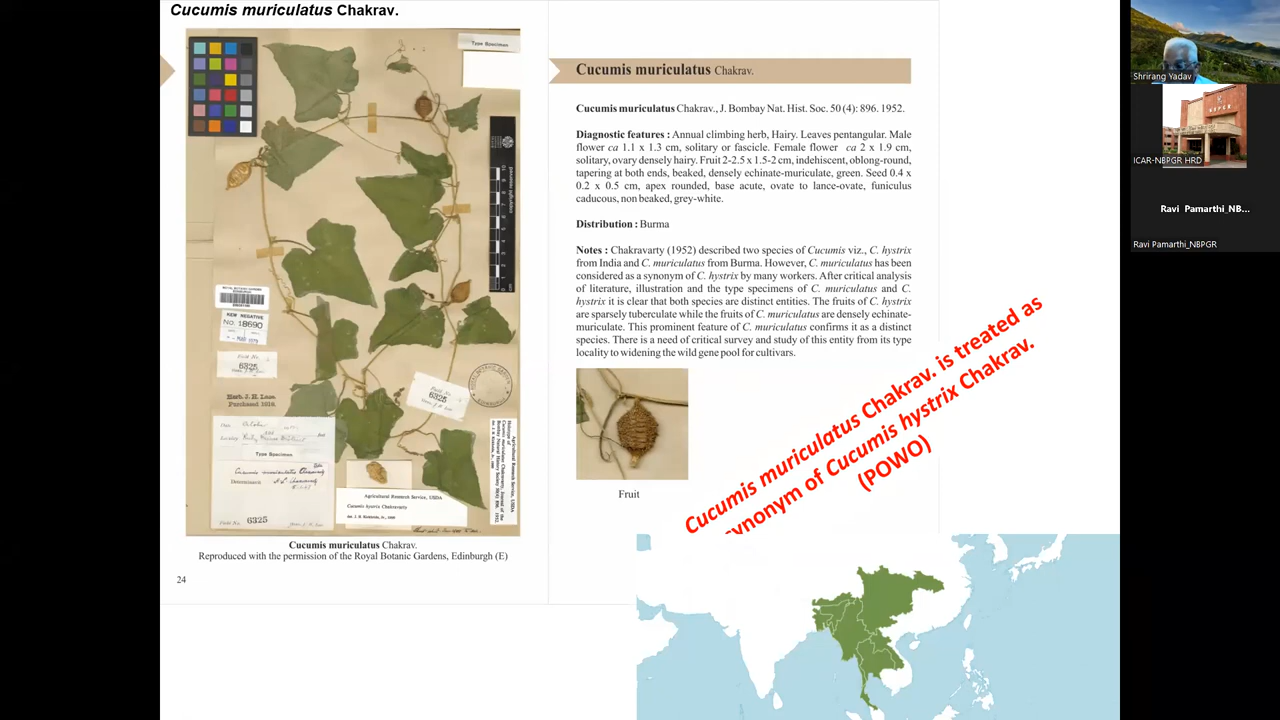 Cucumis muriculatus Chakrav.
Type Specimen
ROYAL BOTANIC GARDEN
EDINBURGH
KEW NEGATIVE
No. 18690
Field No.
6325
Herb. J. H. Lace.
Purchased 1919.
Type Specimen
Field No. 6325
6325
Agricultural Research Service, USDA
Cucumis hystrix Chakravarty
Cucumis muriculatus Chakrav.
Reproduced with the permission of the Royal Botanic Gardens, Edinburgh (E)
24
Cucumis muriculatus Chakrav.
Cucumis muriculatus Chakrav., J. Bombay Nat. Hist. Soc. 50 (4): 896. 1952.
Diagnostic features : Annual climbing herb, Hairy. Leaves pentangular. Male
flower ca 1.1 x 1.3 cm, solitary or fascicle. Female flower ca 2 x 1.9 cm,
solitary, ovary densely hairy. Fruit 2-2.5 x 1.5-2 cm, indehiscent, oblong-round,
tapering at both ends, beaked, densely echinate-muriculate, green. Seed 0.4 x
0.2 x 0.5 cm, apex rounded, base acute, ovate to lance-ovate, funiculus
caducous, non beaked, grey-white.
Distribution : Burma
Notes : Chakravarty (1952) described two species of Cucumis viz., C. hystrix
from India and C. muriculatus from Burma. However, C. muriculatus has been
considered as a synonym of C. hystrix by many workers. After critical analysis
of literature, illustration and the type specimens of C. muriculatus and C.
hystrix it is clear that both species are distinct entities. The fruits of C. hystrix
are sparsely tuberculate while the fruits of C. muriculatus are densely echinate-
muricate. This prominent feature of C. muriculatus confirms it as a distinct
species. There is a need of critical survey and study of this entity from its type
locality to widening the wild gene pool for cultivars.
Fruit
Cucumis muriculatus Chakrav. is treated as
synonym of Cucumis hystrix Chakrav.
(POWO)
Shrirang Yadav
NBPGR
ICAR-NBPGR HRD
Ravi Pamarthi_NB...
Ravi Pamarthi_NBPGR